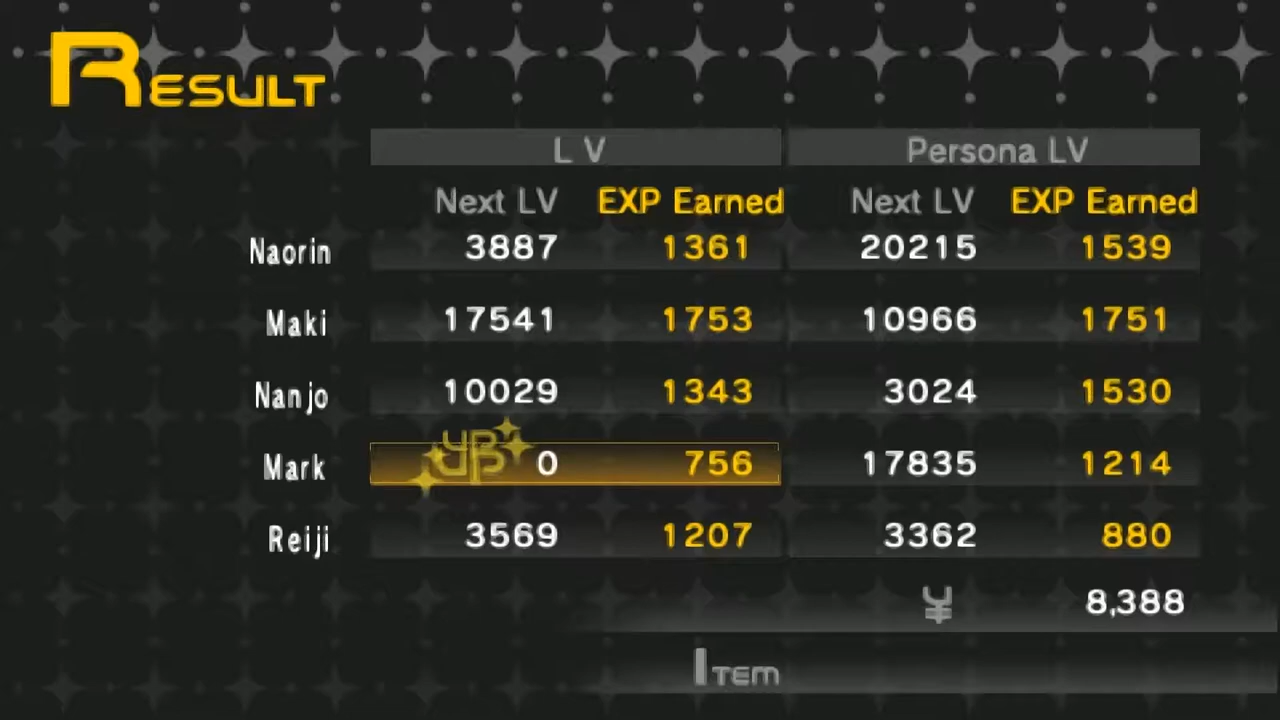 RESULT
LV Persona LV
Next LV EXP Earned Next LV EXP Earned
Naorin 3887 1361 20215 1539
Maki 17541 1753 10966 1751
Nanjo 10029 1343 3024 1530
Mark UP 0 756 17835 1214
Reiji 3569 1207 3362 880
¥ 8,388
ITEM